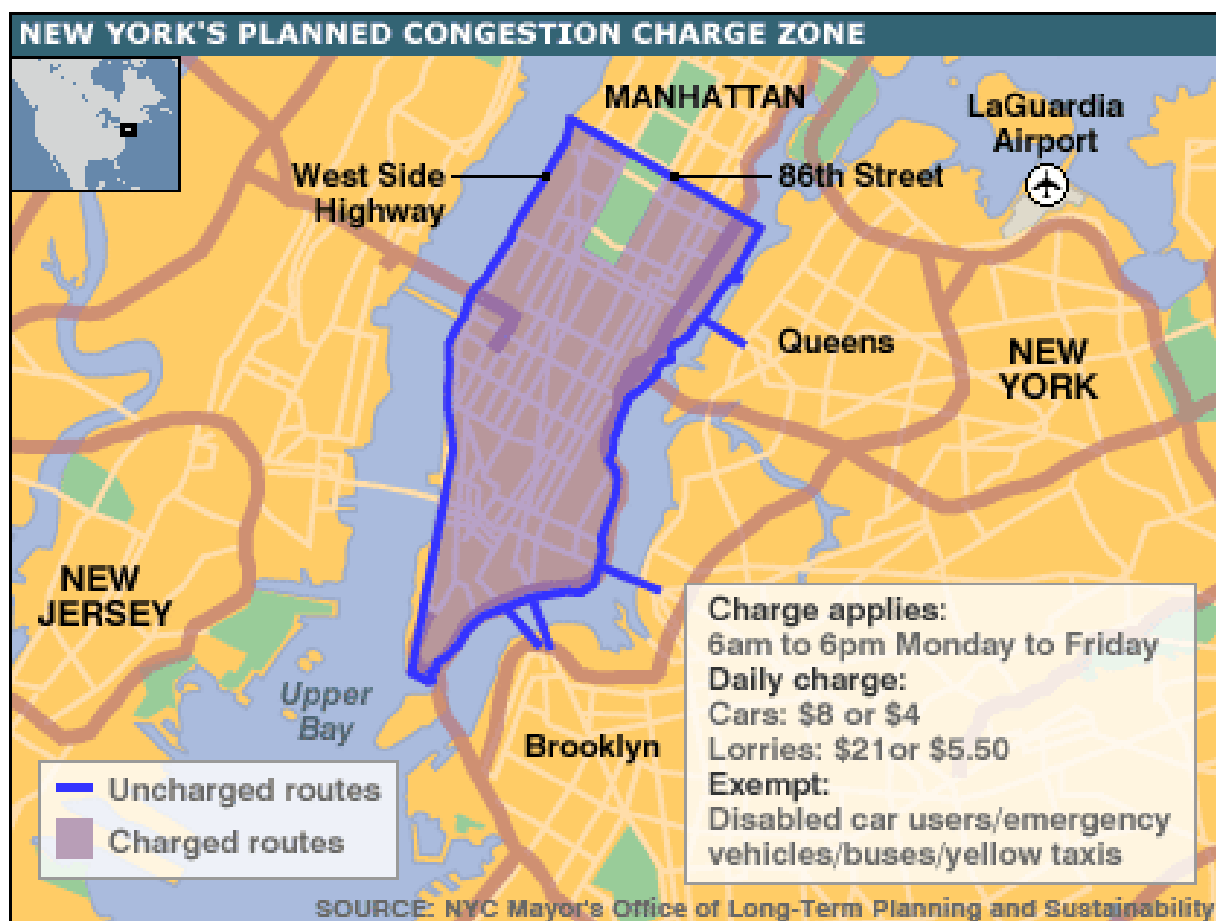 NEW YORK'S PLANNED CONGESTION CHARGE ZONE
MANHATTAN
LaGuardia
Airport
West Side
Highway
86th Street
Queens
NEW
YORK
NEW
JERSEY
Upper
Bay
Brooklyn
Charge applies:
6am to 6pm Monday to Friday
Daily charge:
Cars: $8 or $4
Lorries: $21or $5.50
Exempt:
Disabled car users/emergency
vehicles/buses/yellow taxis
Uncharged routes
Charged routes
SOURCE: NYC Mayor's Office of Long-Term Planning and Sustainability